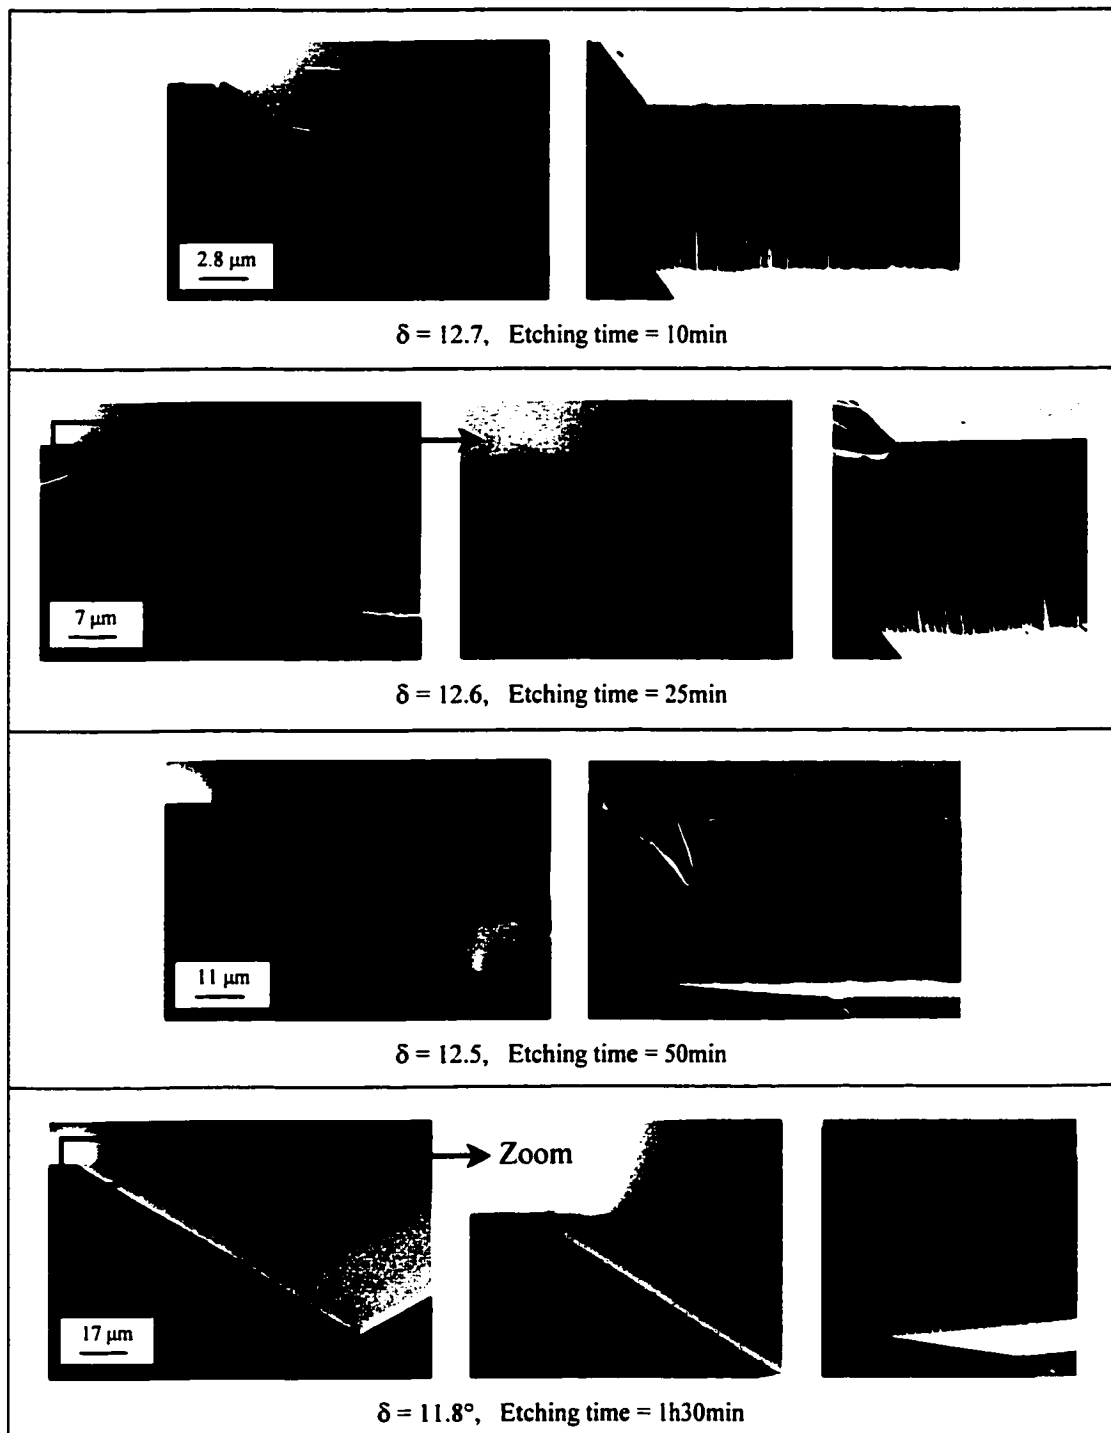 2.8 μm
δ = 12.7, Etching time = 10min
7 μm
δ = 12.6, Etching time = 25min
11 μm
δ = 12.5, Etching time = 50min
Zoom
17 μm
δ = 11.8°, Etching time = 1h30min